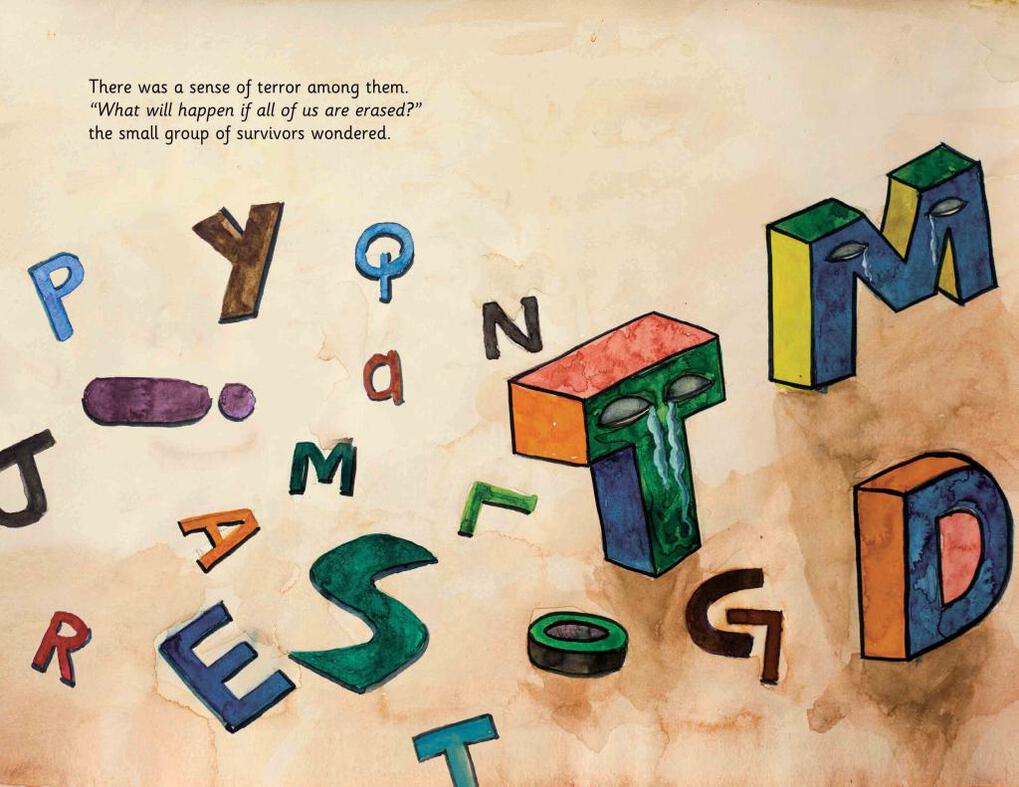 There was a sense of terror among them.
“What will happen if all of us are erased?”
the small group of survivors wondered.
P
Y
Q
N
M
a
!
T
J
M
A
L
D
S
E
R
O
G
T